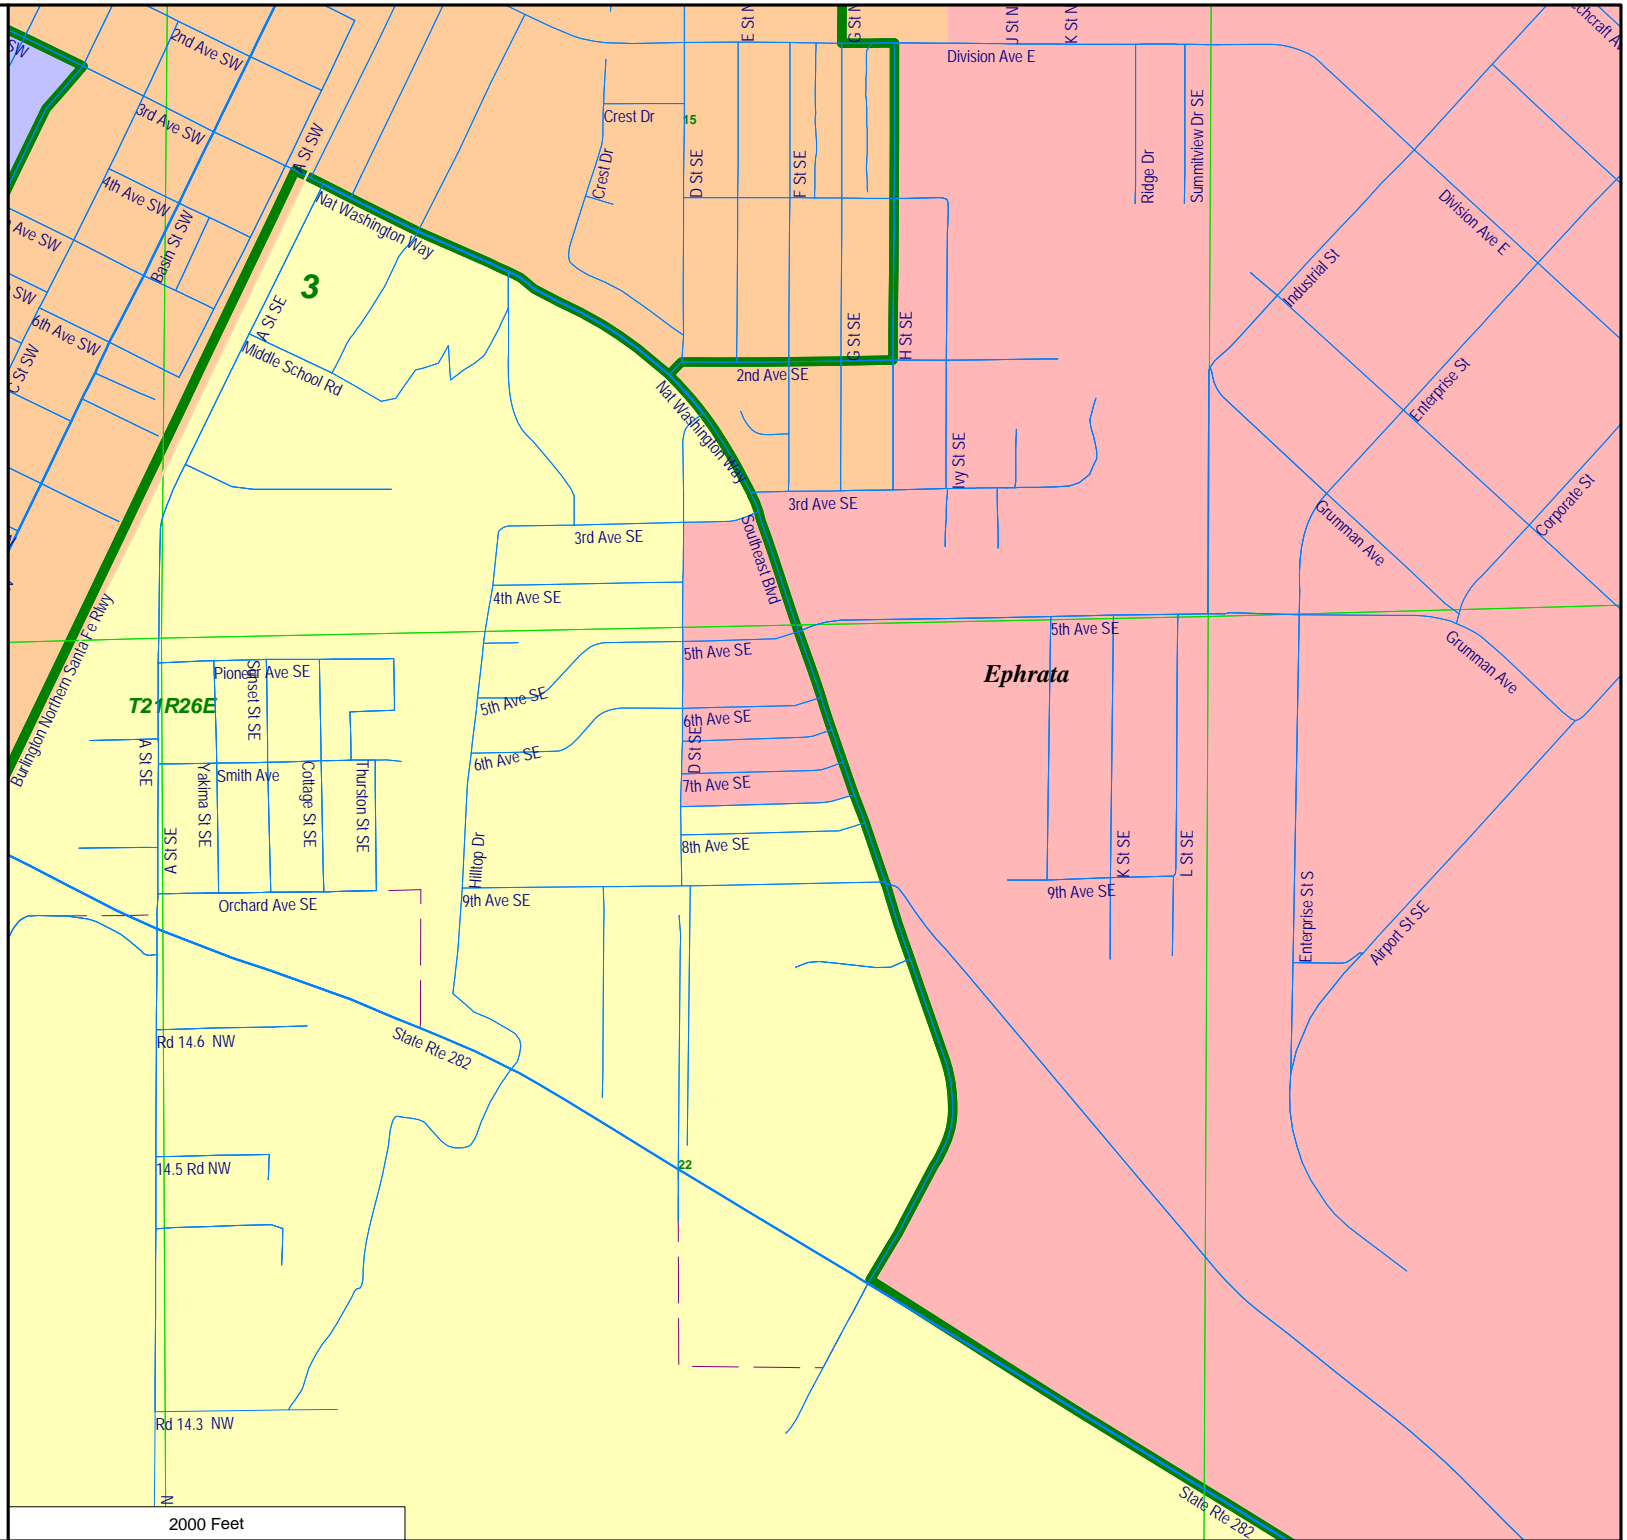 SW
2nd Ave SW
3rd Ave SW
4th Ave SW
Ave SW
SW
6th Ave SW
C St SW
Basin St SW
A St SW
Nat Washington Way
3
A St SE
Middle School Rd
Crest Dr
Crest Dr
15
D St SE
E St N
F St SE
G St N
G St SE
H St SE
J St N
K St N
Division Ave E
Ridge Dr
Summitview Dr SE
Industrial St
Division Ave E
Enterprise St
Corporate St
Grumman Ave
2nd Ave SE
Nat Washington Way
Ivy St SE
3rd Ave SE
3rd Ave SE
Southeast Blvd
4th Ave SE
Burlington Northern Santa Fe Rlwy
5th Ave SE
5th Ave SE
Grumman Ave
Pioneer Ave SE
Sunset St SE
Ephrata
T21R26E
5th Ave SE
6th Ave SE
D St SE
6th Ave SE
A St SE
Smith Ave
Yakima St SE
Cottage St SE
Thurston St SE
7th Ave SE
A St SE
Hilltop Dr
8th Ave SE
K St SE
L St SE
9th Ave SE
9th Ave SE
Orchard Ave SE
Enterprise St S
Airport St SE
Rd 14.6 NW
State Rte 282
14.5 Rd NW
22
Rd 14.3 NW
N
State Rte 282
2000 Feet